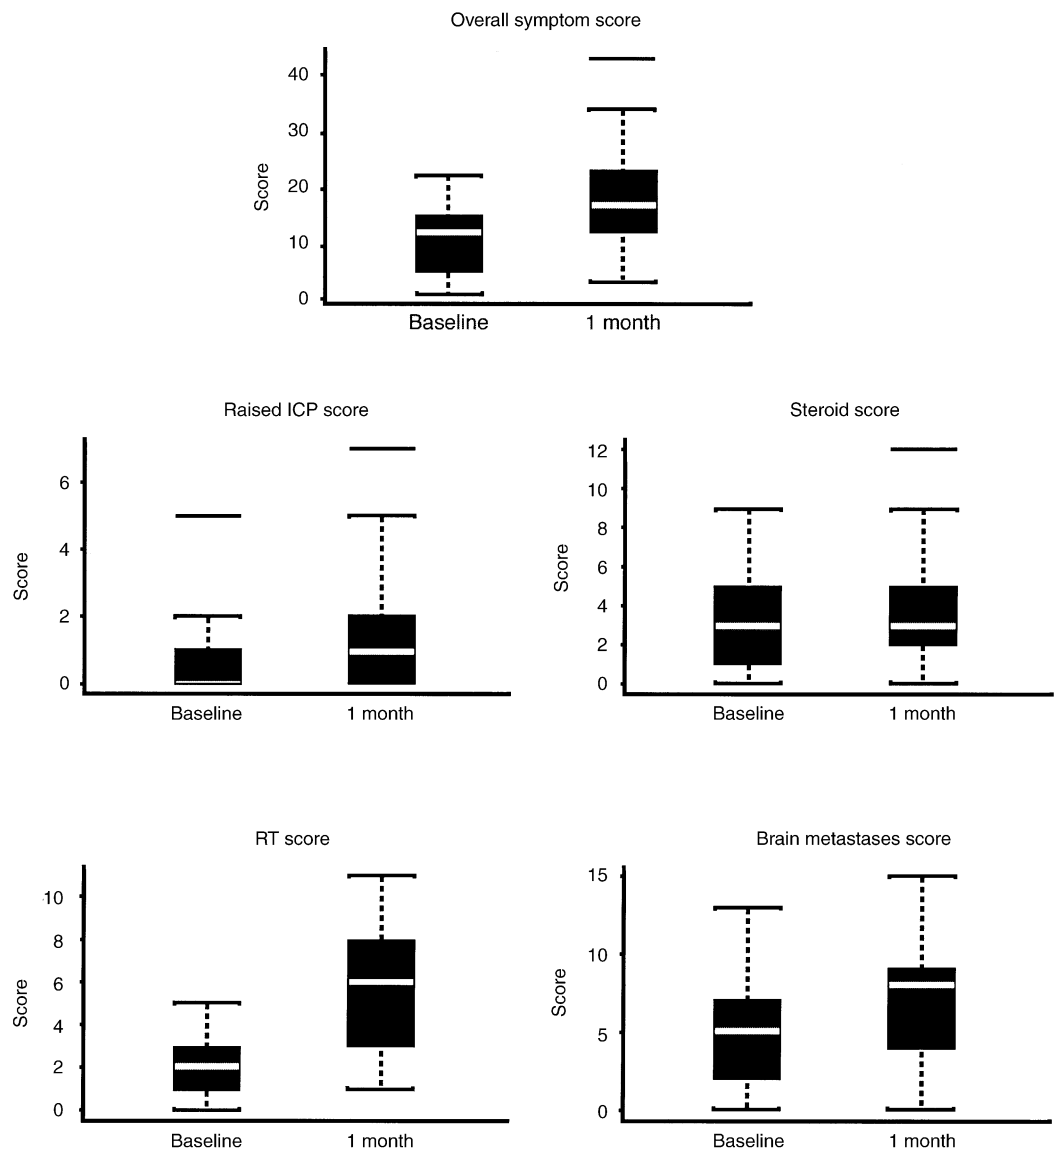 Overall symptom score
40
30
20
10
0
Score
Baseline 1 month
Raised ICP score
6
4
2
0
Score
Baseline 1 month
Steroid score
12
10
8
6
4
2
0
Score
Baseline 1 month
RT score
10
8
6
4
2
0
Score
Baseline 1 month
Brain metastases score
15
10
5
0
Score
Baseline 1 month